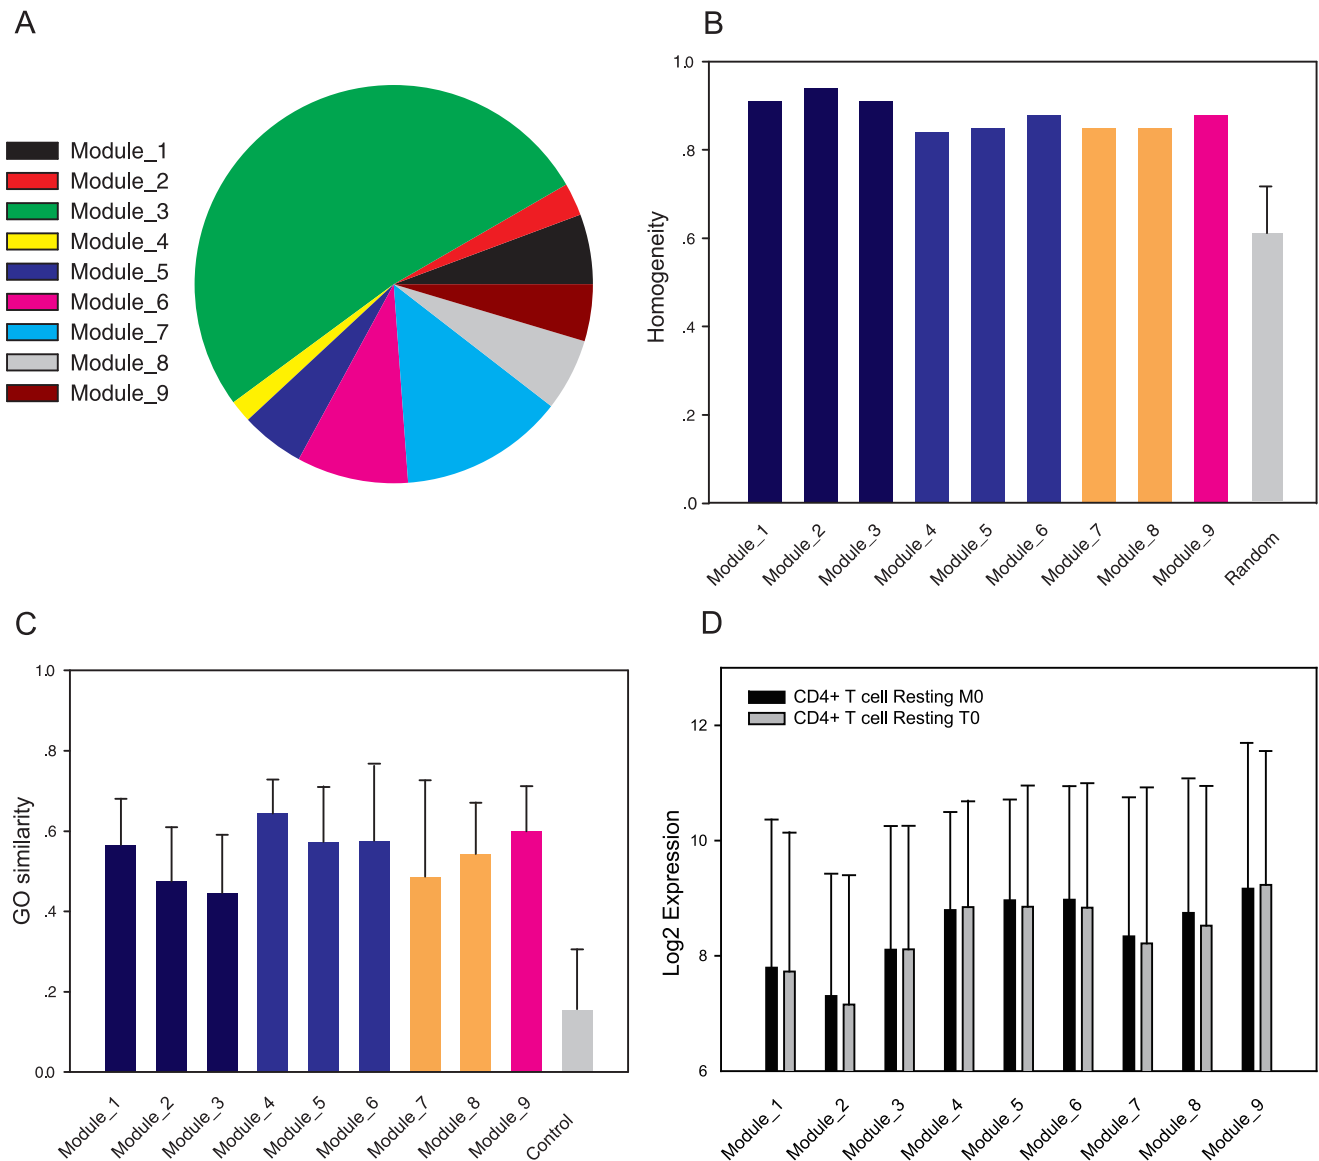 A
Module_1
Module_2
Module_3
Module_4
Module_5
Module_6
Module_7
Module_8
Module_9
B
1.0
.8
.6
.4
.2
.0
Homogeneity
Module_1
Module_2
Module_3
Module_4
Module_5
Module_6
Module_7
Module_8
Module_9
Random
C
1.0
.8
.6
.4
.2
0.0
GO similarity
Module_1
Module_2
Module_3
Module_4
Module_5
Module_6
Module_7
Module_8
Module_9
Control
D
CD4+ T cell Resting M0
CD4+ T cell Resting T0
12
10
8
6
Log2 Expression
Module_1
Module_2
Module_3
Module_4
Module_5
Module_6
Module_7
Module_8
Module_9